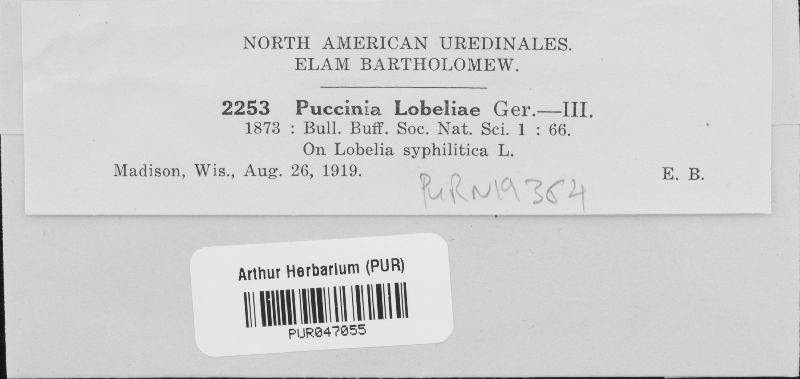 NORTH AMERICAN UREDINALES.
ELAM BARTHOLOMEW.
2253 Puccinia Lobeliae Ger.—III.
1873 : Bull. Buff. Soc. Nat. Sci. 1 : 66.
On Lobelia syphilitica L.
Madison, Wis., Aug. 26, 1919. E. B.
PURN19364
Arthur Herbarium (PUR)
PUR047055